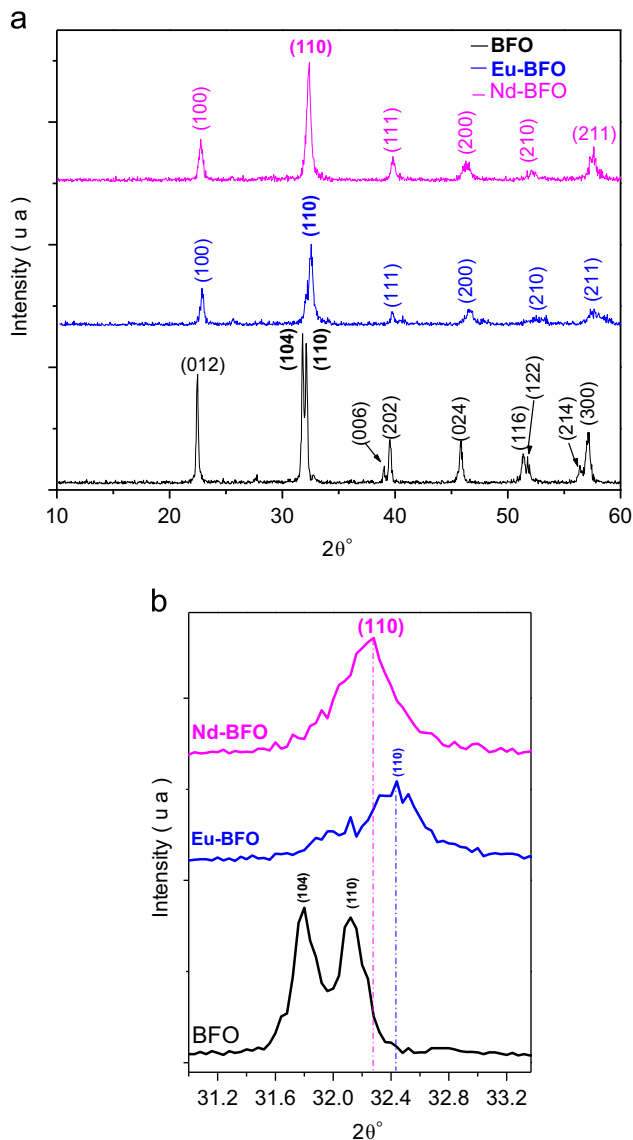 a
(110)
BFO
Eu-BFO
Nd-BFO
(100)
(111)
(200)
(210)
(211)
(110)
(100)
(111)
(200)
(210)
(211)
(104)
(110)
(012)
(006)
(202)
(024)
(116)
(122)
(214)
(300)
Intensity ( u a )
10 20 30 40 50 60
2θ°
b
(110)
Nd-BFO
(110)
Eu-BFO
(104)
(110)
BFO
Intensity ( u a )
31.2 31.6 32.0 32.4 32.8 33.2
2θ°